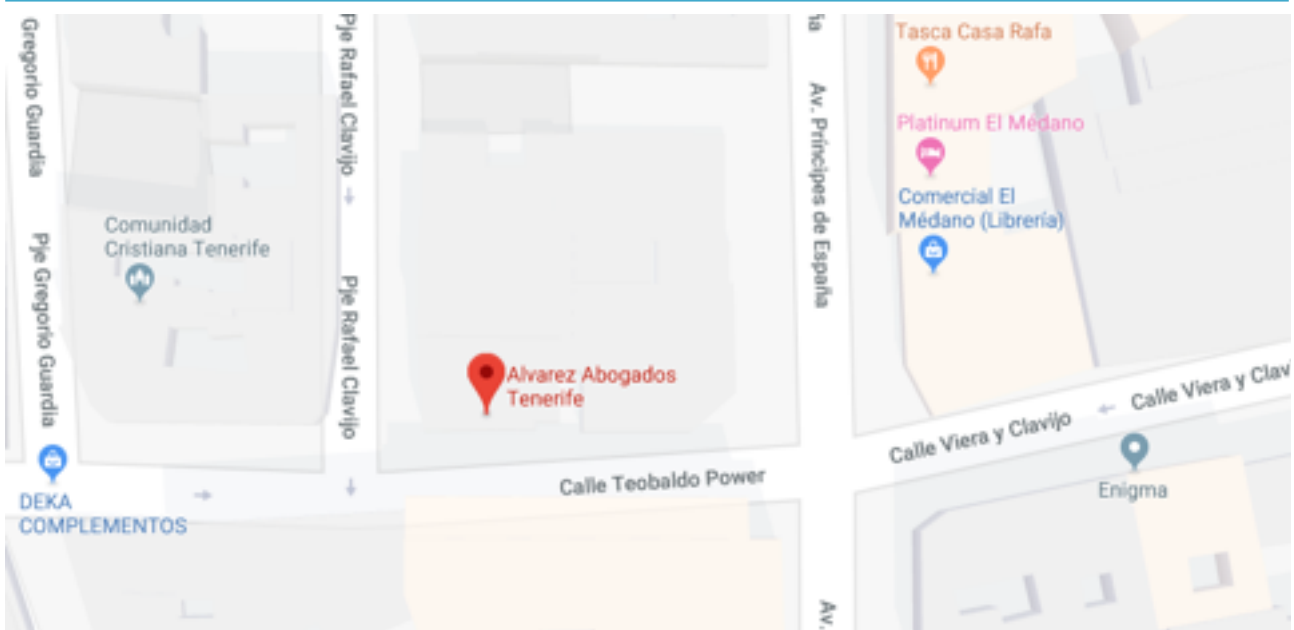 Gregorio Guardia
Pje Rafael Clavijo
ña
Tasca Casa Rafa
Av. Príncipes de España
Platinum El Médano
Comercial El
Médano (Librería)
Comunidad
Cristiana Tenerife
Pje Gregorio Guardia
Pje Rafael Clavijo
Alvarez Abogados
Tenerife
Calle Viera y Clavijo
Calle Viera y Clavi
Calle Teobaldo Power
Enigma
DEKA
COMPLEMENTOS
Av.